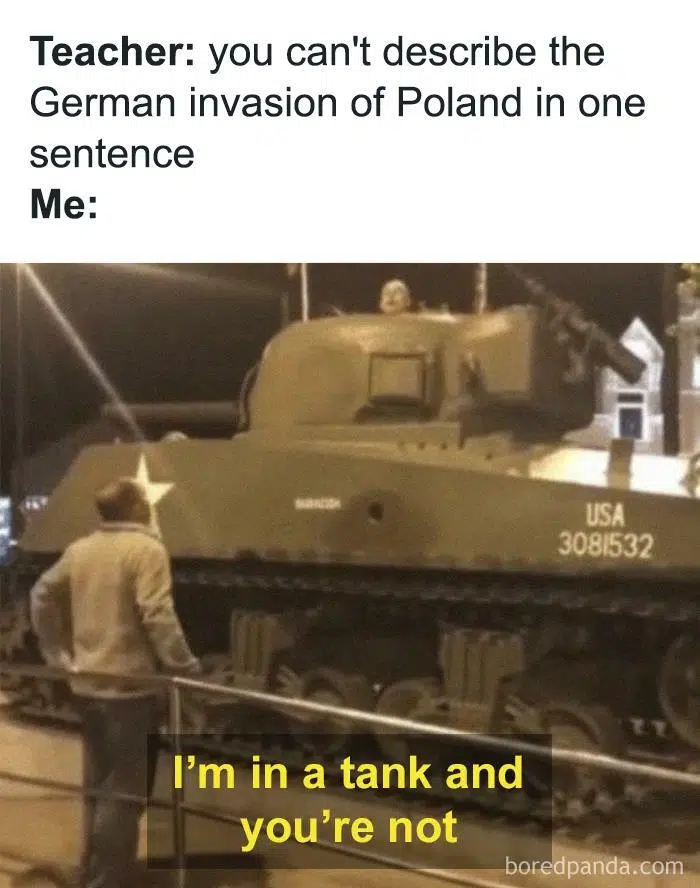 Teacher: you can't describe the
German invasion of Poland in one
sentence
Me:
USA
3081532
I'm in a tank and
you're not
boredpanda.com